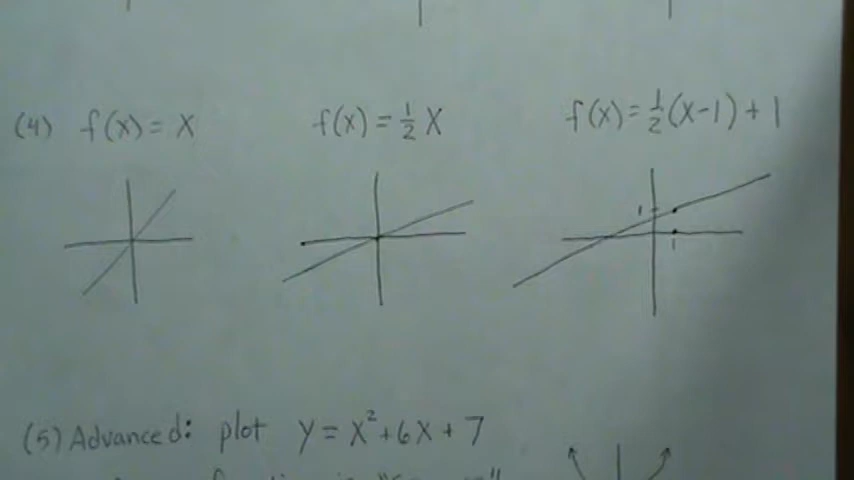 (4) f(x) = x f(x) = 1/2 x f(x) = 1/2 (x-1) + 1
1
1
(5) Advanced: plot y = x² + 6x + 7